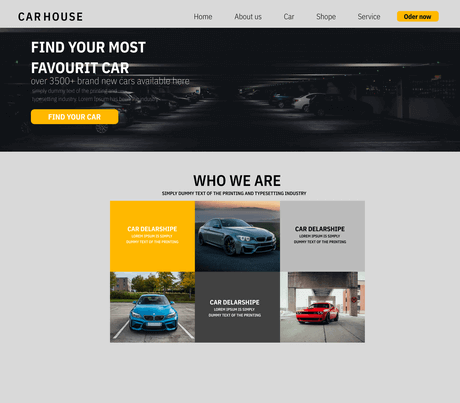 CARHOUSE
Home
About us
Car
Shope
Service
Oder now
FIND YOUR MOST
FAVOURIT CAR
over 3500+ brand new cars available here
simply dummy text of the printing and
typesetting industry. Lorem Ipsum has been industry
FIND YOUR CAR
WHO WE ARE
SIMPLY DUMMY TEXT OF THE PRINTING AND TYPESETTING INDUSTRY
CAR DELARSHIPE
LOREM IPSUM IS SIMPLY
DUMMY TEXT OF THE PRINTING
CAR DELARSHIPE
LOREM IPSUM IS SIMPLY
DUMMY TEXT OF THE PRINTING
CAR DELARSHIPE
LOREM IPSUM IS SIMPLY
DUMMY TEXT OF THE PRINTING